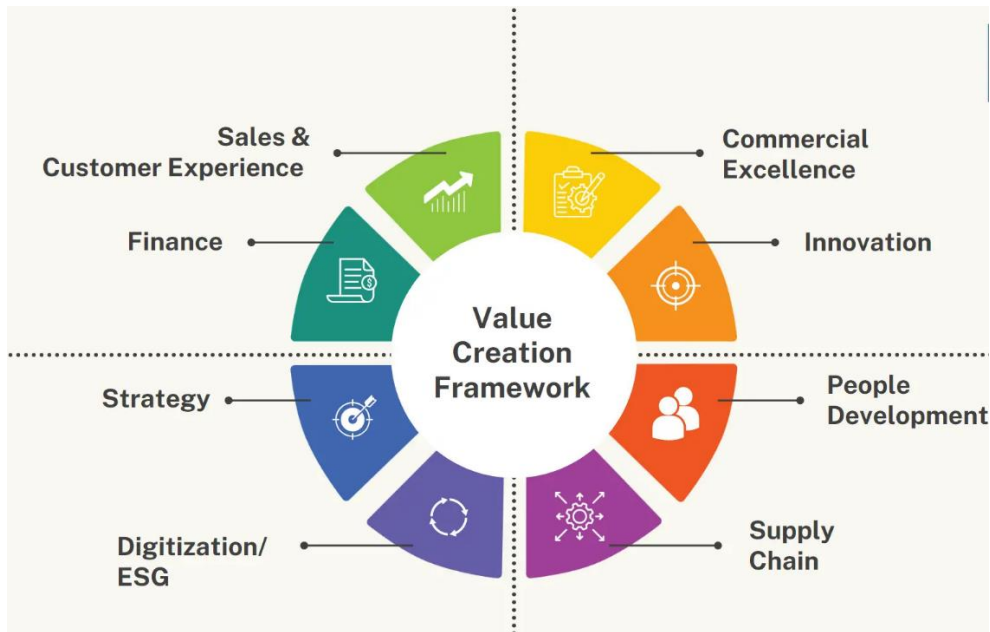 Sales &
Customer Experience
Commercial
Excellence
Finance
Innovation
$
Value
Creation
Framework
Strategy
People
Development
Digitization/
ESG
Supply
Chain